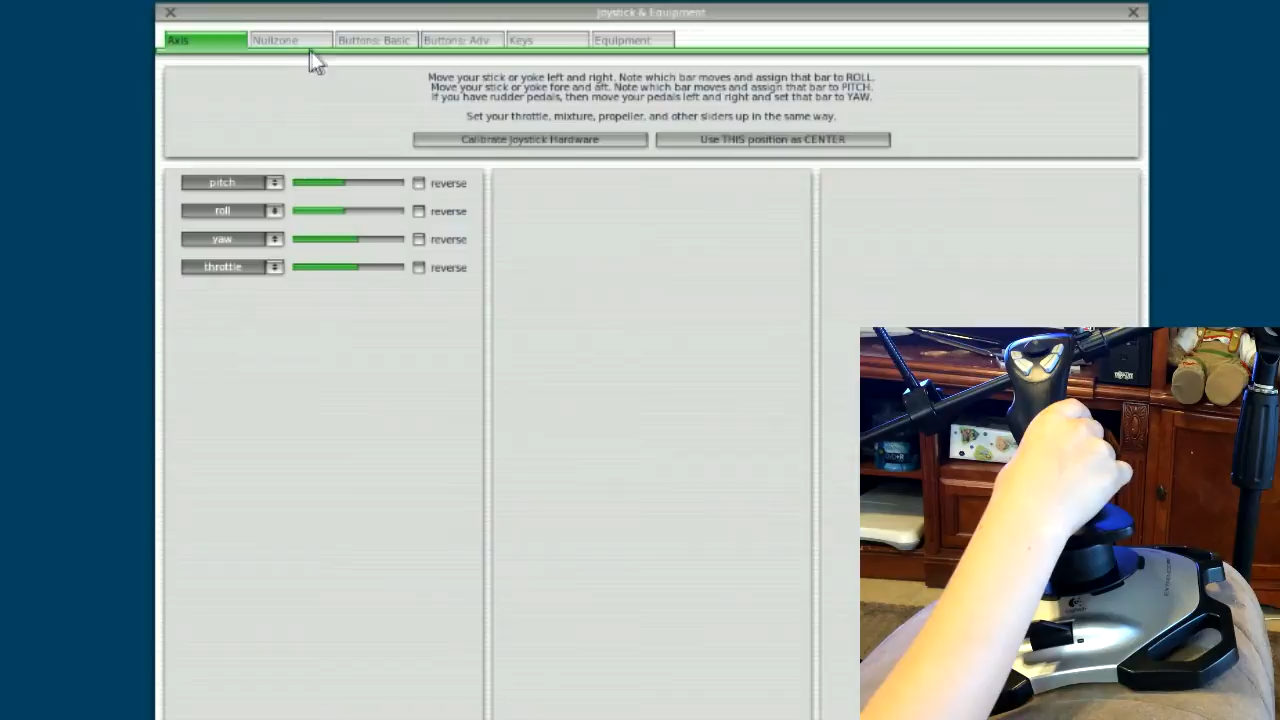 Joystick & Equipment
Axis
Nullzone
Buttons: Basic
Buttons: Adv
Keys
Equipment
Move your stick or yoke left and right. Note which bar moves and assign that bar to ROLL.
Move your stick or yoke fore and aft. Note which bar moves and assign that bar to PITCH.
If you have rudder pedals, then move your pedals left and right and set that bar to YAW.
Set your throttle, mixture, propeller, and other sliders up in the same way.
Calibrate Joystick Hardware
Use THIS position as CENTER
pitch
reverse
roll
reverse
yaw
reverse
throttle
reverse
Logitech